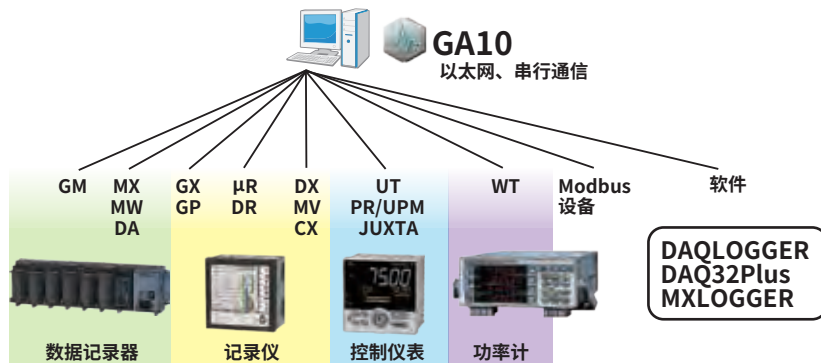 GA10
以太网、串行通信
GM
MX
MW
DA
GX
GP
μR
DR
DX
MV
CX
UT
PR/UPM
JUXTA
WT
Modbus
设备
软件
7500
DAQLOGGER
DAQ32Plus
MXLOGGER
数据记录器
记录仪
控制仪表
功率计